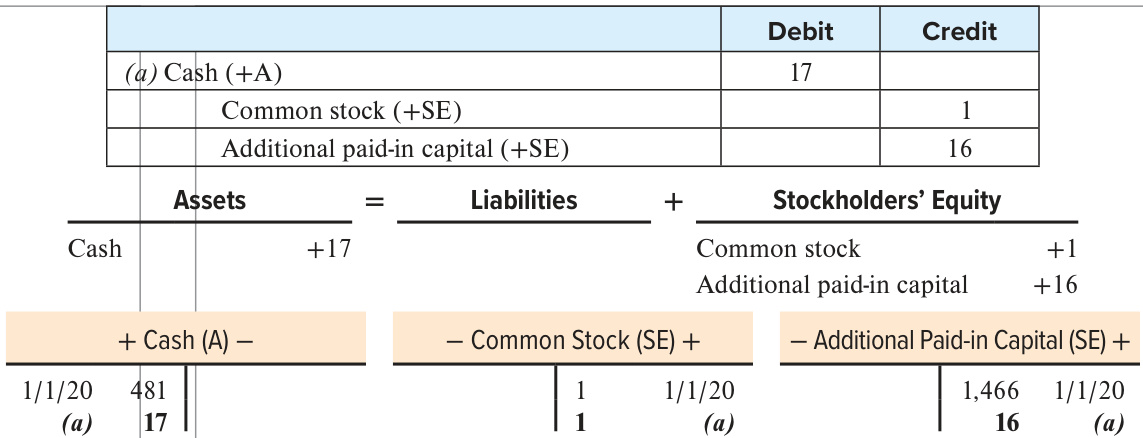 Debit Credit
(a) Cash (+A) 17
Common stock (+SE) 1
Additional paid-in capital (+SE) 16
Assets = Liabilities + Stockholders’ Equity
Cash +17 Common stock +1
Additional paid-in capital +16
+ Cash (A) − − Common Stock (SE) + − Additional Paid-in Capital (SE) +
1/1/20 481 1 1/1/20 1,466 1/1/20
(a) 17 1 (a) 16 (a)